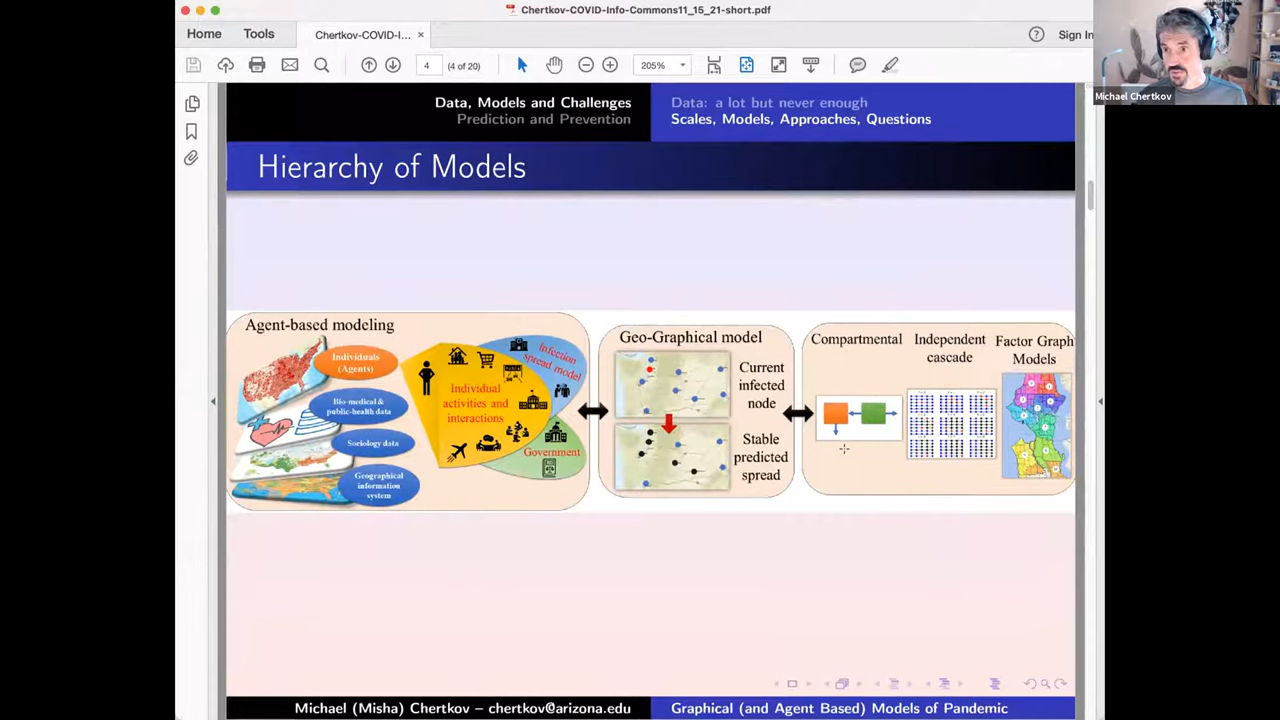 Chertkov-COVID-Info-Commons11_15_21-short.pdf
Home
Tools
Chertkov-COVID-I...
×
Sign In
4
(4 of 20)
205%
Michael Chertkov
Data, Models and Challenges
Prediction and Prevention
Data: a lot but never enough
Scales, Models, Approaches, Questions
Hierarchy of Models
Agent-based modeling
Individuals
(Agents)
Bio-medical &
public-health data
Sociology data
Geographical
information
system
Individual
activities and
interactions
Infection
spread model
Government
Geo-Graphical model
Current
infected
node
Stable
predicted
spread
Compartmental
Independent
cascade
Factor Graph
Models
Michael (Misha) Chertkov – chertkov@arizona.edu
Graphical (and Agent Based) Models of Pandemic